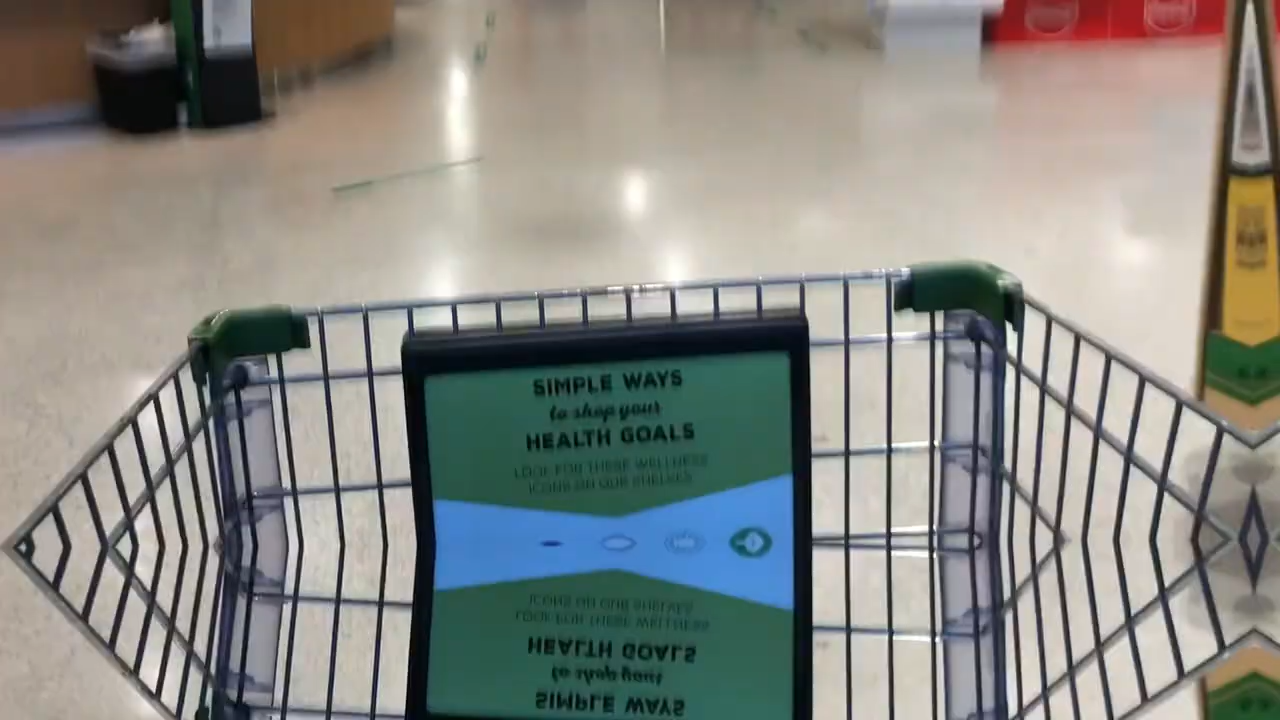 SIMPLE WAYS
to shop your
HEALTH GOALS
LOOK FOR THESE WELLNESS
ICONS ON OUR SHELVES
ICONS ON OUR SHELVES
LOOK FOR THESE WELLNESS
HEALTH GOALS
to shop your
SIMPLE WAYS